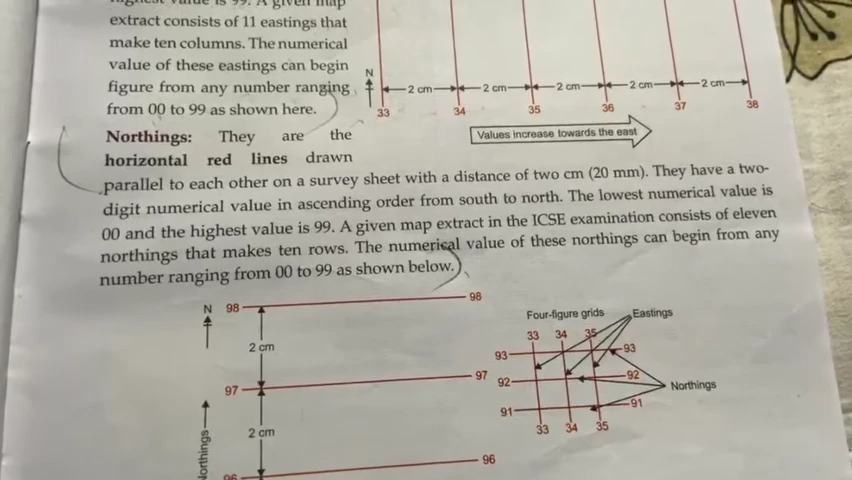 highest value is 99. A given map
extract consists of 11 eastings that
make ten columns. The numerical
value of these eastings can begin
figure from any number ranging
from 00 to 99 as shown here.
N
2 cm 2 cm 2 cm 2 cm 2 cm
33 34 35 36 37 38
Values increase towards the east
Northings: They are the
horizontal red lines drawn
parallel to each other on a survey sheet with a distance of two cm (20 mm). They have a two-
digit numerical value in ascending order from south to north. The lowest numerical value is
00 and the highest value is 99. A given map extract in the ICSE examination consists of eleven
northings that makes ten rows. The numerical value of these northings can begin from any
number ranging from 00 to 99 as shown below.
N
98 98
2 cm
97 97
2 cm
96 96
Northings
Four-figure grids
Eastings
33 34 35
93 93
92 92
91 91
33 34 35
Northings